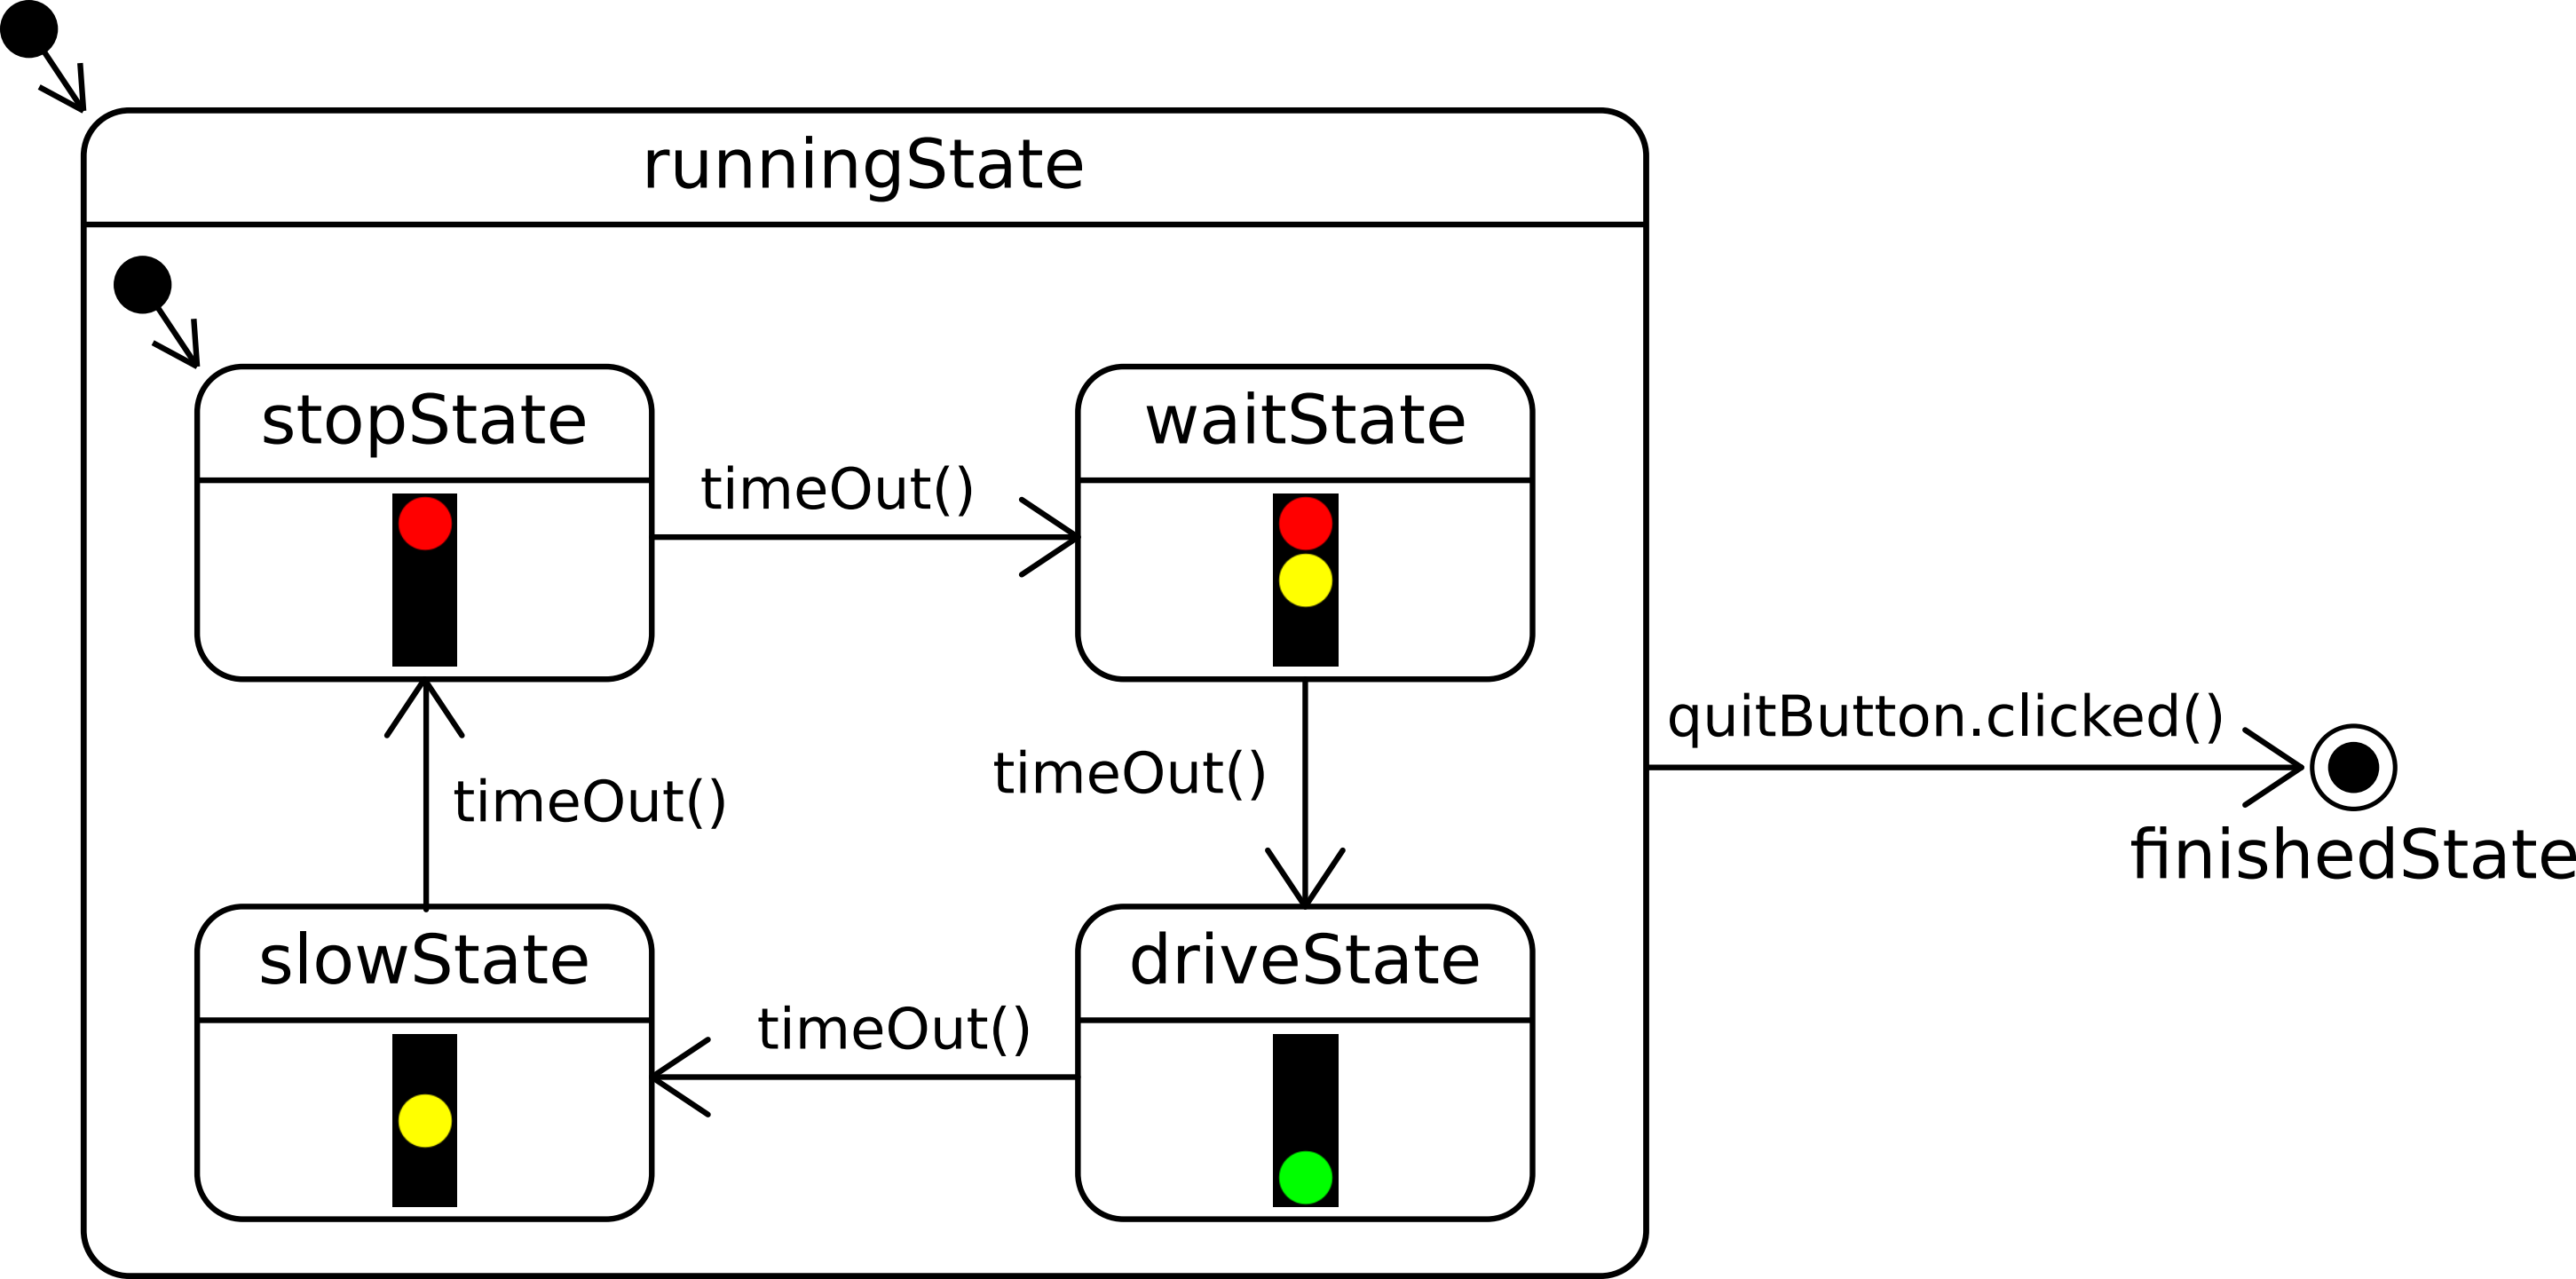 runningState
stopState
waitState
timeOut()
quitButton.clicked()
timeOut()
timeOut()
finishedState
slowState
driveState
timeOut()